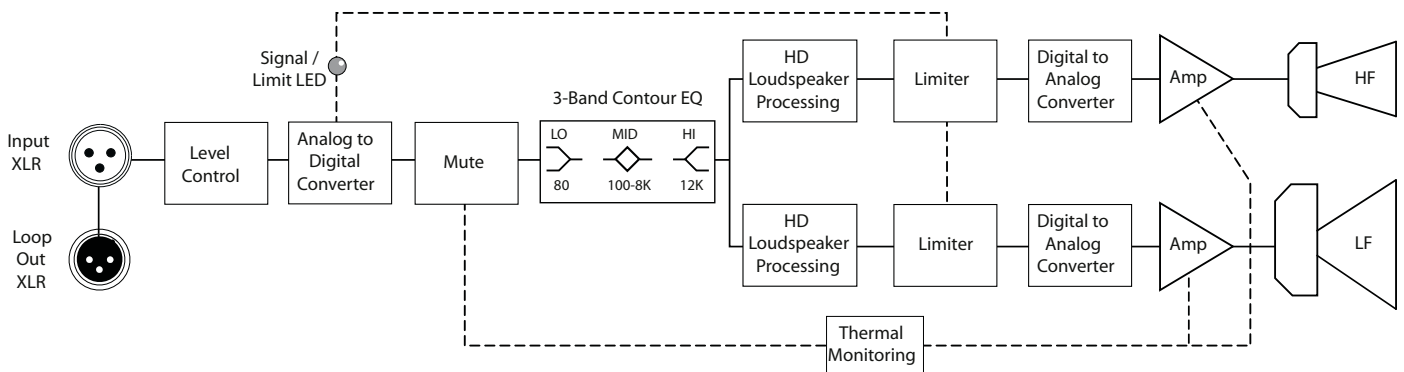 Signal /
Limit LED
Input
XLR
Loop
Out
XLR
Level
Control
Analog to
Digital
Converter
Mute
3-Band Contour EQ
LO MID HI
80 100-8K 12K
HD
Loudspeaker
Processing
Limiter
Digital to
Analog
Converter
Amp
HF
HD
Loudspeaker
Processing
Limiter
Digital to
Analog
Converter
Amp
LF
Thermal
Monitoring